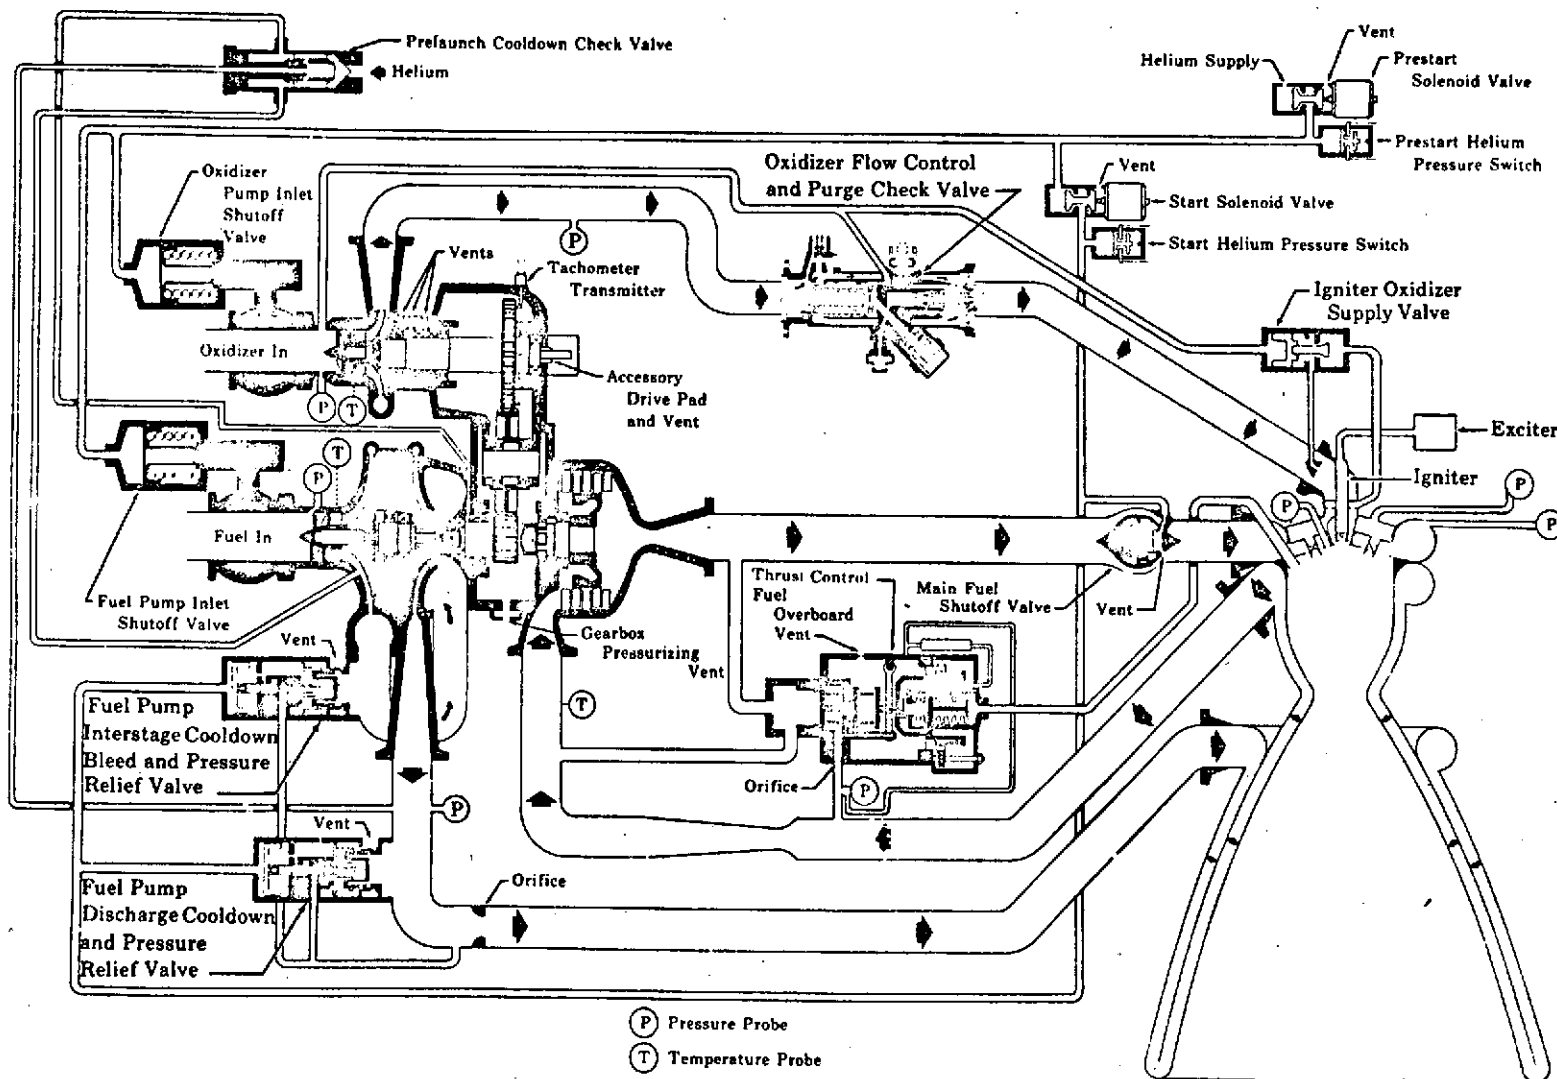 Prelaunch Cooldown Check Valve
Helium
Helium Supply
Vent
Prestart
Solenoid Valve
Prestart Helium
Pressure Switch
Oxidizer
Pump Inlet
Shutoff
Valve
Oxidizer Flow Control
and Purge Check Valve
Vent
Start Solenoid Valve
Start Helium Pressure Switch
P
Vents
Tachometer
Transmitter
Igniter Oxidizer
Supply Valve
Oxidizer In
Accessory
Drive Pad
and Vent
P
T
Exciter
T
P
Igniter
P
P
P
Fuel In
Fuel Pump Inlet
Shutoff Valve
Thrust Control
Fuel
Overboard
Vent
Main Fuel
Shutoff Valve
Vent
Gearbox
Pressurizing
Vent
Vent
T
Fuel Pump
Interstage Cooldown
Bleed and Pressure
Relief Valve
Orifice
P
P
Vent
Fuel Pump
Discharge Cooldown
and Pressure
Relief Valve
Orifice
P Pressure Probe
T Temperature Probe